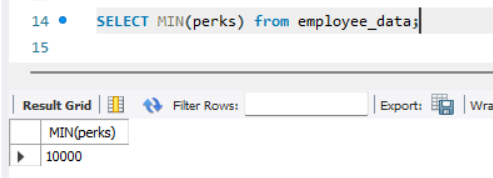 14 SELECT MIN(perks) from employee_data;
15
Result Grid Filter Rows: Export: Wra
MIN(perks)
10000